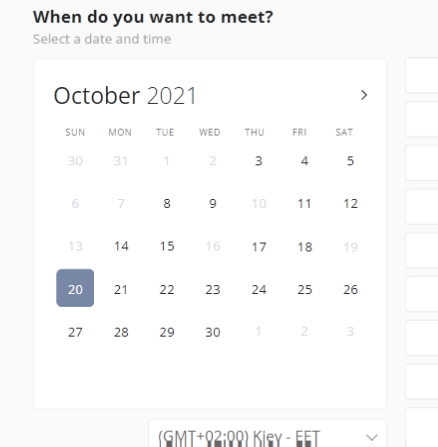 When do you want to meet?
Select a date and time
October 2021
SUN MON TUE WED THU FRI SAT
30 31 1 2 3 4 5
6 7 8 9 10 11 12
13 14 15 16 17 18 19
20 21 22 23 24 25 26
27 28 29 30 1 2 3
(GMT+02:00) Kiev - EET